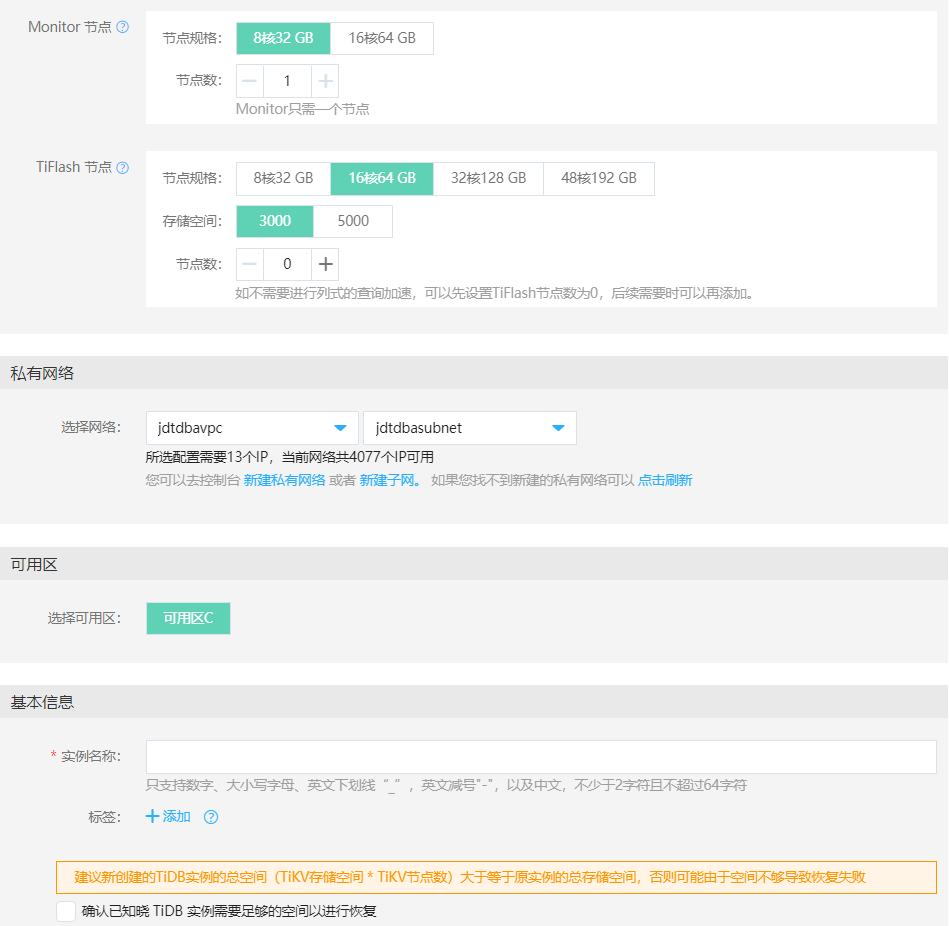 Monitor 节点
节点规格: 8核32 GB 16核64 GB
节点数: 1
Monitor只需一个节点
TiFlash 节点
节点规格: 8核32 GB 16核64 GB 32核128 GB 48核192 GB
存储空间: 3000 5000
节点数: 0
如不需要进行列式的查询加速，可以先设置TiFlash节点数为0，后续需要时可以再添加。
私有网络
选择网络: jdtdbavpc jdtdbasubnet
所选配置需要13个IP，当前网络共4077个IP可用
您可以去控制台 新建私有网络 或者 新建子网。 如果您找不到新建的私有网络可以 点击刷新
可用区
选择可用区: 可用区C
基本信息
* 实例名称:
只支持数字、大小写字母、英文下划线“_”，英文减号"-"，以及中文，不少于2字符且不超过64字符
标签: +添加
建议新创建的TiDB实例的总空间（TiKV存储空间 * TiKV节点数）大于等于原实例的总存储空间，否则可能由于空间不够导致恢复失败
确认已知晓 TiDB 实例需要足够的空间以进行恢复